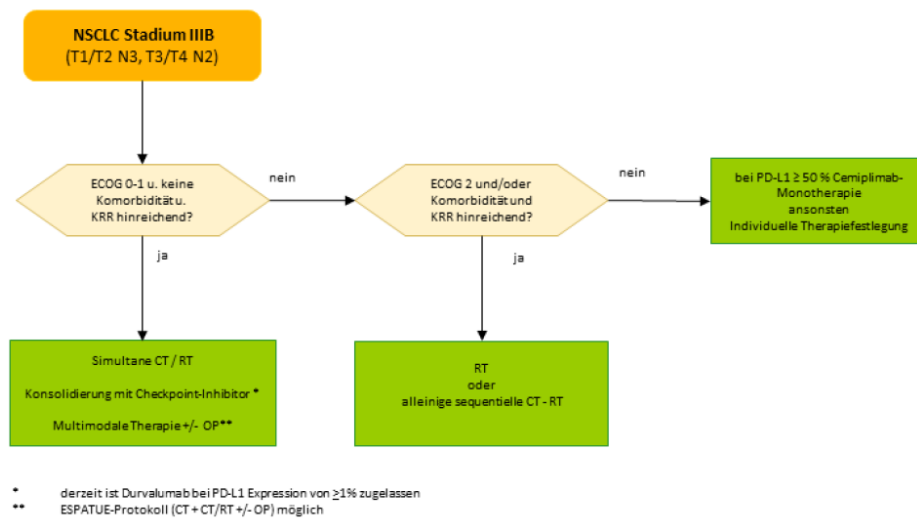 NSCLC Stadium IIIB
(T1/T2 N3, T3/T4 N2)
ECOG 0-1 u. keine
Komorbidität u.
KRR hinreichend?
nein
ECOG 2 und/oder
Komorbidität und
KRR hinreichend?
nein
bei PD-L1 ≥ 50 % Cemiplimab-
Monotherapie
ansonsten
Individuelle Therapiefestlegung
ja
ja
Simultane CT / RT
Konsolidierung mit Checkpoint-Inhibitor *
Multimodale Therapie +/- OP**
RT
oder
alleinige sequentielle CT - RT
* derzeit ist Durvalumab bei PD-L1 Expression von ≥1% zugelassen
** ESPATUE-Protokoll (CT + CT/RT +/- OP) möglich